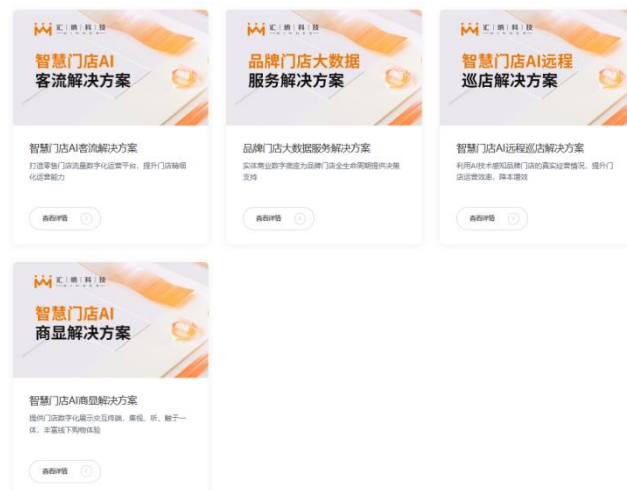 汇|纳|科|技
WINNER
智慧门店AI
客流解决方案
智慧门店AI客流解决方案
打造零售门店流量数字化运营平台，提升门店精细
化运营能力
查看详情
汇|纳|科|技
WINNER
品牌门店大数据
服务解决方案
品牌门店大数据服务解决方案
实体商业数字底座为品牌门店全生命周期提供决策
支持
查看详情
汇|纳|科|技
WINNER
智慧门店AI远程
巡店解决方案
智慧门店AI远程巡店解决方案
利用AI技术感知品牌门店的真实经营情况，提升门
店运营效率，降本增效
查看详情
汇|纳|科|技
WINNER
智慧门店AI
商显解决方案
智慧门店AI商显解决方案
提供门店数字化展示交互终端，集视、听、触于一
体，丰富线下购物体验
查看详情